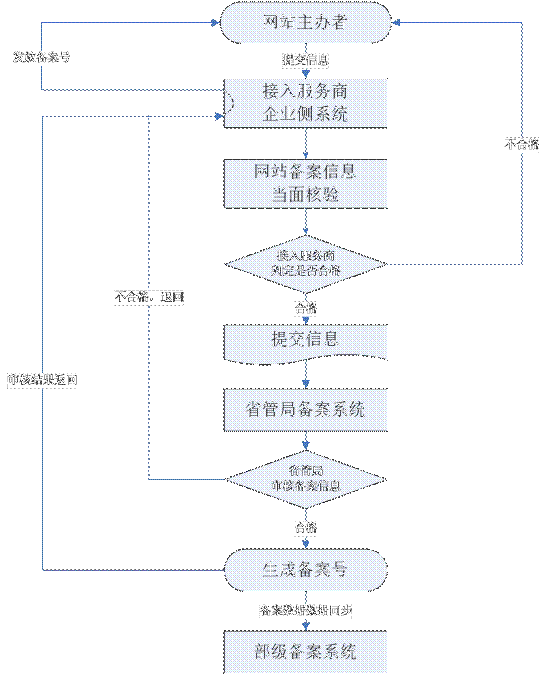 网站主办者
发放备案号
提交信息
接入服务商
企业侧系统
不合格
网站备案信息
当面核验
接入服务商
判定是否合格
不合格，退回
合格
提交信息
审核结果返回
省管局备案系统
省管局
审核备案信息
合格
生成备案号
备案数据数据同步
部级备案系统